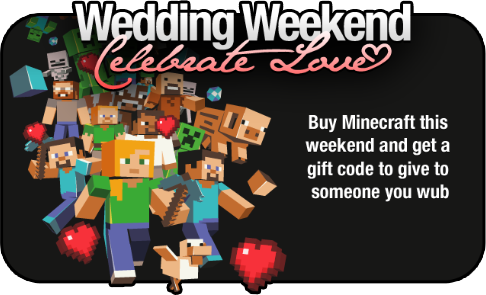 Wedding Weekend
Celebrate Love
Buy Minecraft this
weekend and get a
gift code to give to
someone you wub